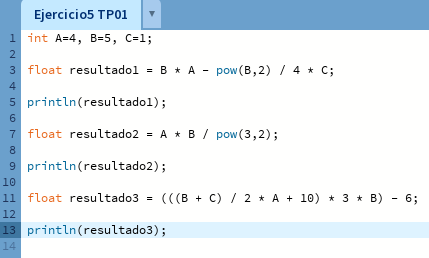 Ejercicio5 TP01 ▼
1 int A=4, B=5, C=1;
2
3 float resultado1 = B * A - pow(B,2) / 4 * C;
4
5 println(resultado1);
6
7 float resultado2 = A * B / pow(3,2);
8
9 println(resultado2);
10
11 float resultado3 = (((B + C) / 2 * A + 10) * 3 * B) - 6;
12
13 println(resultado3);
14